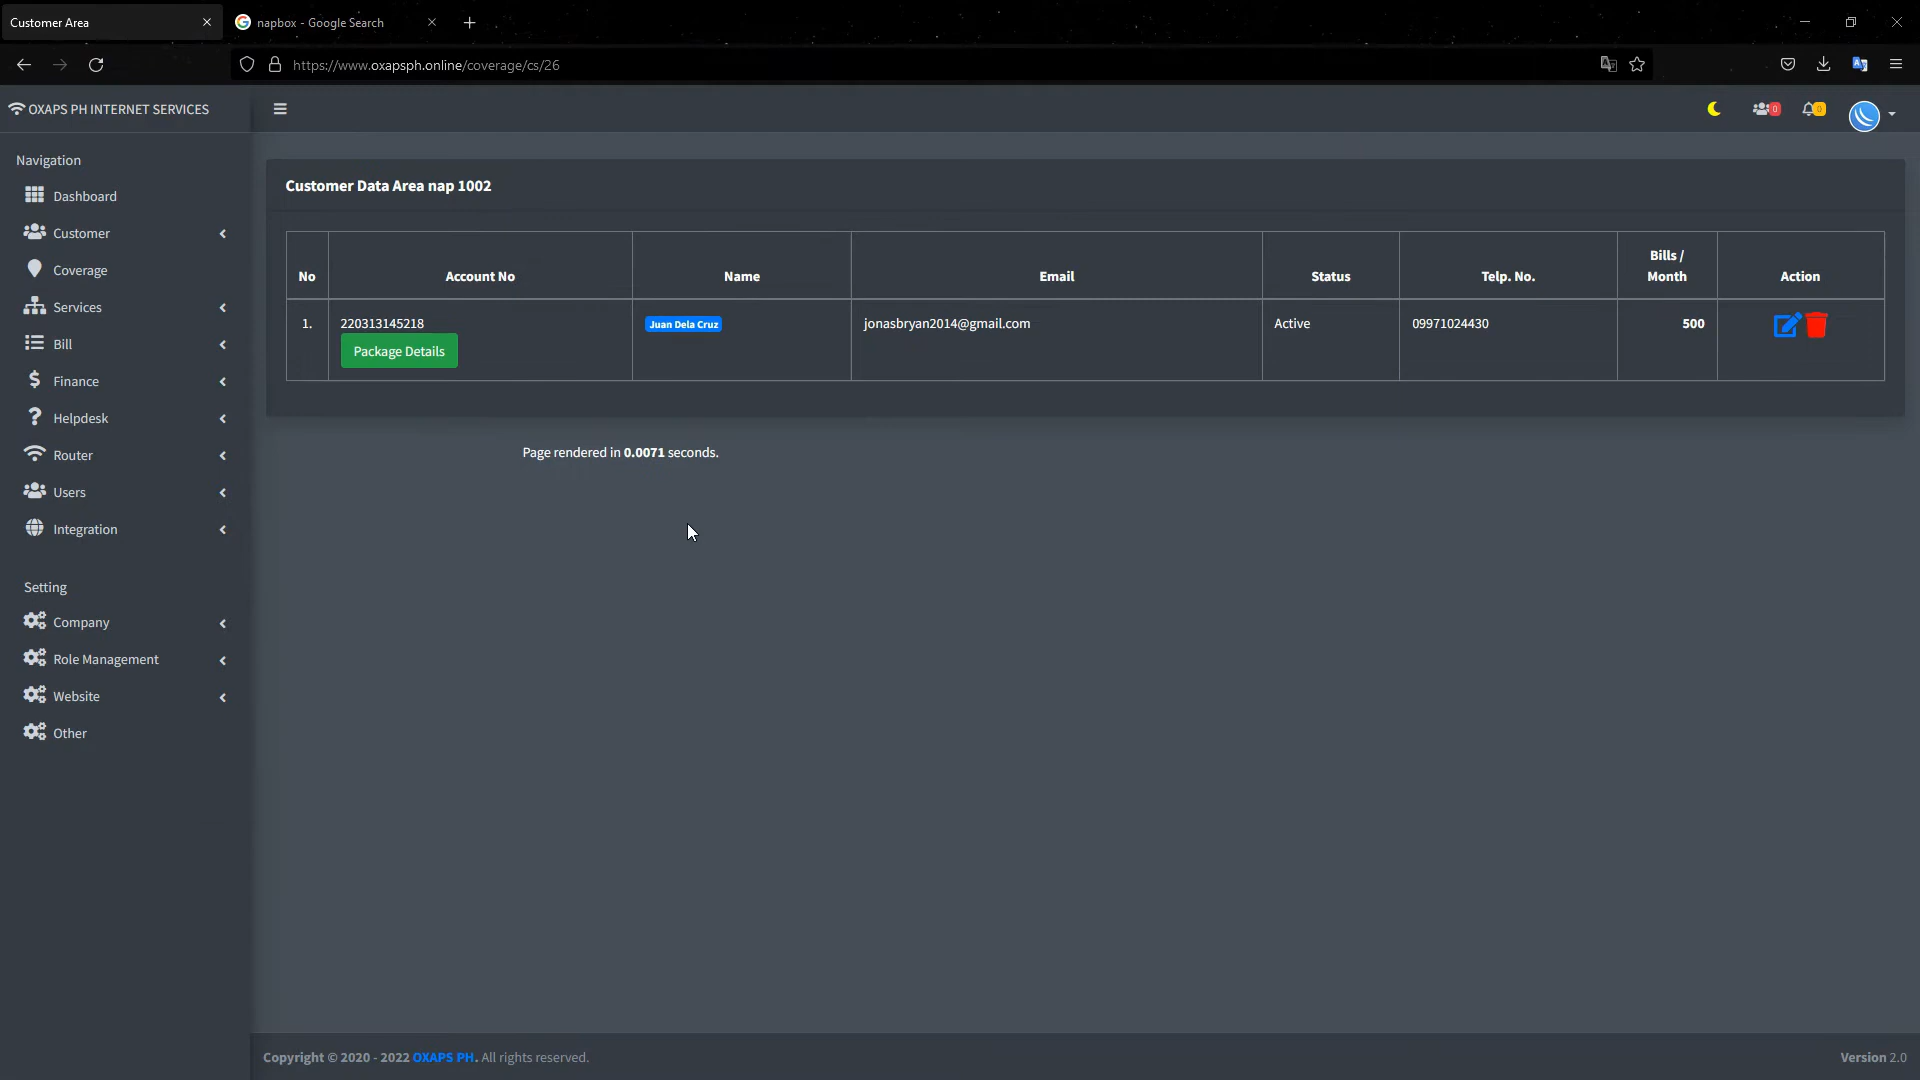 Customer Area
napbox - Google Search
https://www.oxapsph.online/coverage/cs/26
OXAPS PH INTERNET SERVICES
0
0
Navigation
Dashboard
Customer
Coverage
Services
Bill
Finance
Helpdesk
Router
Users
Integration
Setting
Company
Role Management
Website
Other
Customer Data Area nap 1002
No Account No Name Email Status Telp. No. Bills / Month Action
1. 220313145218 Juan Dela Cruz jonasbryan2014@gmail.com Active 09971024430 500
Package Details
Page rendered in 0.0071 seconds.
Copyright © 2020 - 2022 OXAPS PH. All rights reserved.
Version 2.0